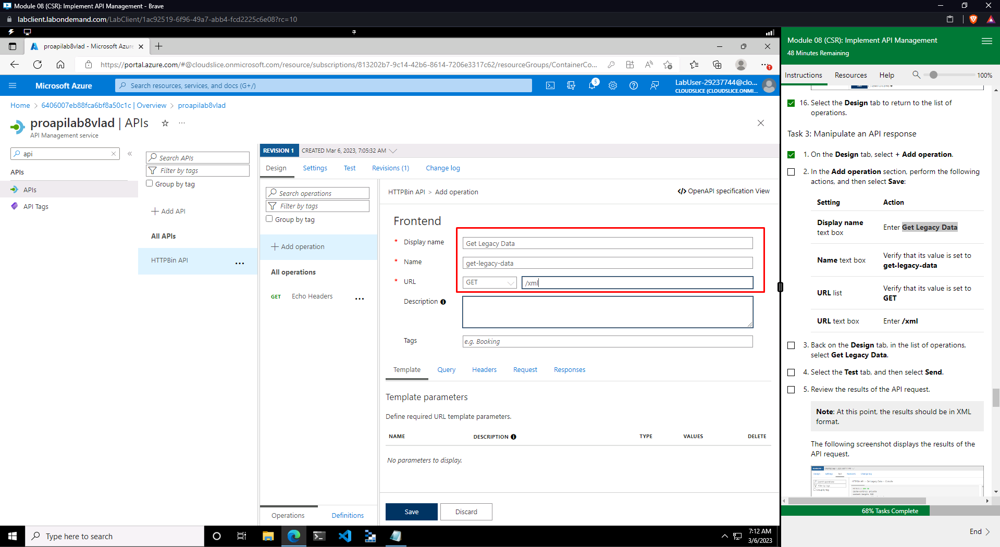 Module 08 (CSR): Implement API Management - Brave
labclient.labondemand.com/LabClient/1ac92519-6f96-49a7-abb4-fcd2225c6e08?rc=10
proapilab8vlad - Microsoft Azure
https://portal.azure.com/#@cloudslice.onmicrosoft.com/resource/subscriptions/813202b7-9c14-42b6-8614-7206e3317c62/resourceGroups/ContainerCo...
Microsoft Azure
Search resources, services, and docs (G+/)
5
LabUser-29237744@clo...
CLOUDSLICE (CLOUDSLICE.ONMI...
Home > 6406007eb88fca6bf8a50c1c | Overview > proapilab8vlad
proapilab8vlad | APIs
API Management service
api
APIs
APIs
API Tags
Search APIs
Filter by tags
Group by tag
Add API
All APIs
HTTPBin API
REVISION 1
CREATED Mar 6, 2023, 7:05:32 AM
Design
Settings
Test
Revisions (1)
Change log
Search operations
Filter by tags
Group by tag
Add operation
All operations
GET Echo Headers
Operations
Definitions
HTTPBin API > Add operation
</> OpenAPI specification View
Frontend
* Display name
Get Legacy Data
* Name
get-legacy-data
* URL
GET
/xml
Description
Tags
e.g. Booking
Template
Query
Headers
Request
Responses
Template parameters
Define required URL template parameters.
NAME
DESCRIPTION
TYPE
VALUES
DELETE
No parameters to display.
Save
Discard
Module 08 (CSR): Implement API Management
48 Minutes Remaining
Instructions
Resources
Help
100%
16. Select the Design tab to return to the list of
operations.
Task 3: Manipulate an API response
1. On the Design tab, select + Add operation.
2. In the Add operation section, perform the following
actions, and then select Save:
Setting
Action
Display name
text box
Enter Get Legacy Data
Name text box
Verify that its value is set to
get-legacy-data
URL list
Verify that its value is set to
GET
URL text box
Enter /xml
3. Back on the Design tab, in the list of operations,
select Get Legacy Data.
4. Select the Test tab, and then select Send.
5. Review the results of the API request.
Note: At this point, the results should be in XML
format.
The following screenshot displays the results of the
API request.
68% Tasks Complete
End
Type here to search
7:12 AM
3/6/2023